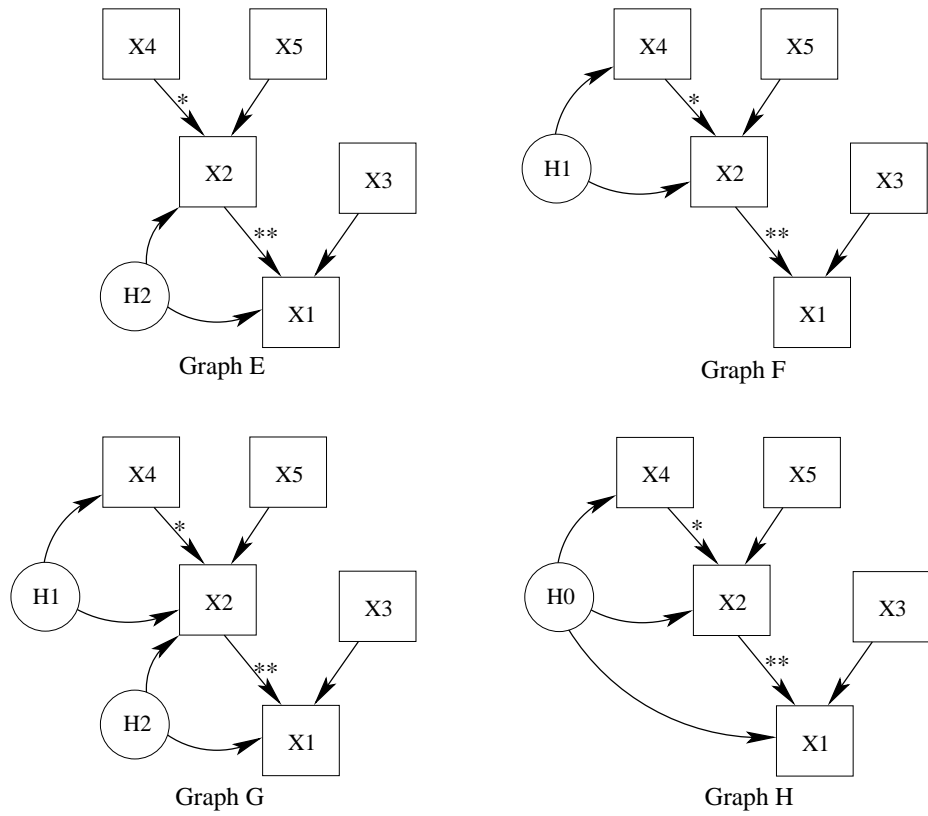 X4 X5
*
X2 X3
**
H2
X1
Graph E
X4 X5
*
H1 X2 X3
**
X1
Graph F
X4 X5
*
H1 X2 X3
**
H2
X1
Graph G
X4 X5
*
H0 X2 X3
**
X1
Graph H